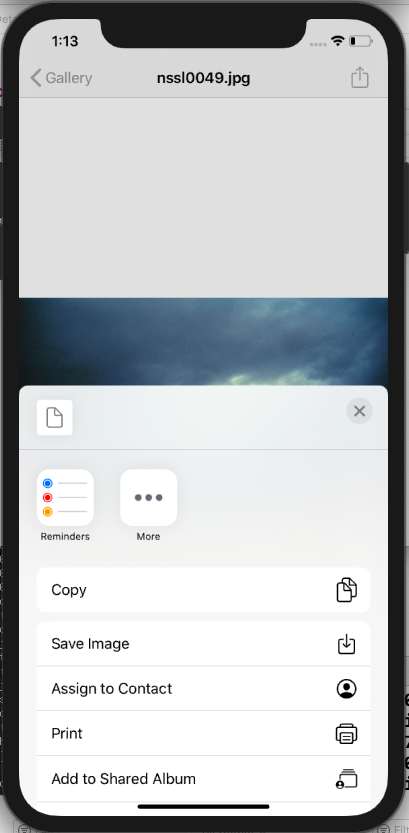 1:13
Gallery
nssl0049.jpg
Reminders
More
Copy
Save Image
Assign to Contact
Print
Add to Shared Album